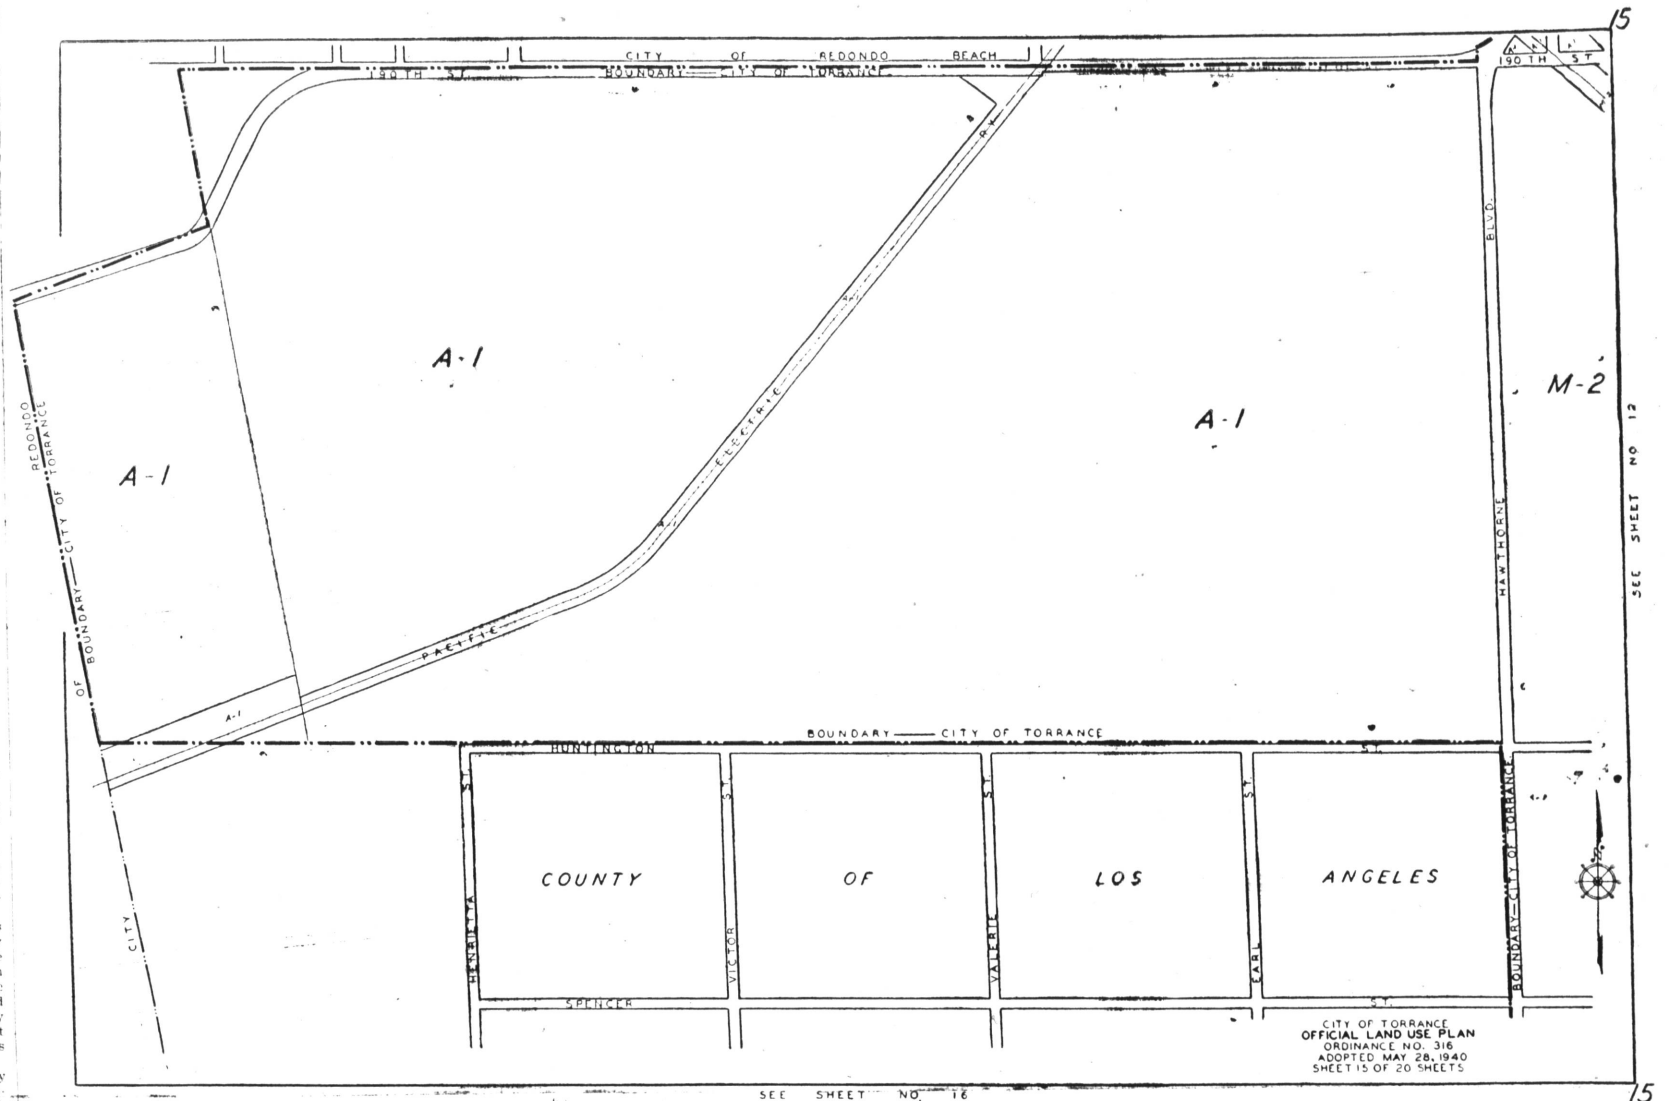 15
CITY OF REDONDO BEACH
190TH ST.
BOUNDARY—CITY OF TORRANCE
190TH ST
RY
BLVD.
A-1
A-1
A-1
M-2
REDONDO
BOUNDARY—CITY OF TORRANCE
OF
CITY
ELECTRIC
PACIFIC
A-1
HAWTHORNE
SEE SHEET NO 12
BOUNDARY—CITY OF TORRANCE
HUNTINGTON ST.
ST.
ST.
ST.
ST.
COUNTY OF LOS ANGELES
HENRIETTA
VICTOR
VALERIE
EARL
BOUNDARY—CITY OF TORRANCE
SPENCER ST.
CITY OF TORRANCE
OFFICIAL LAND USE PLAN
ORDINANCE NO. 316
ADOPTED MAY 28, 1940
SHEET 15 OF 20 SHEETS
SEE SHEET NO. 16
15